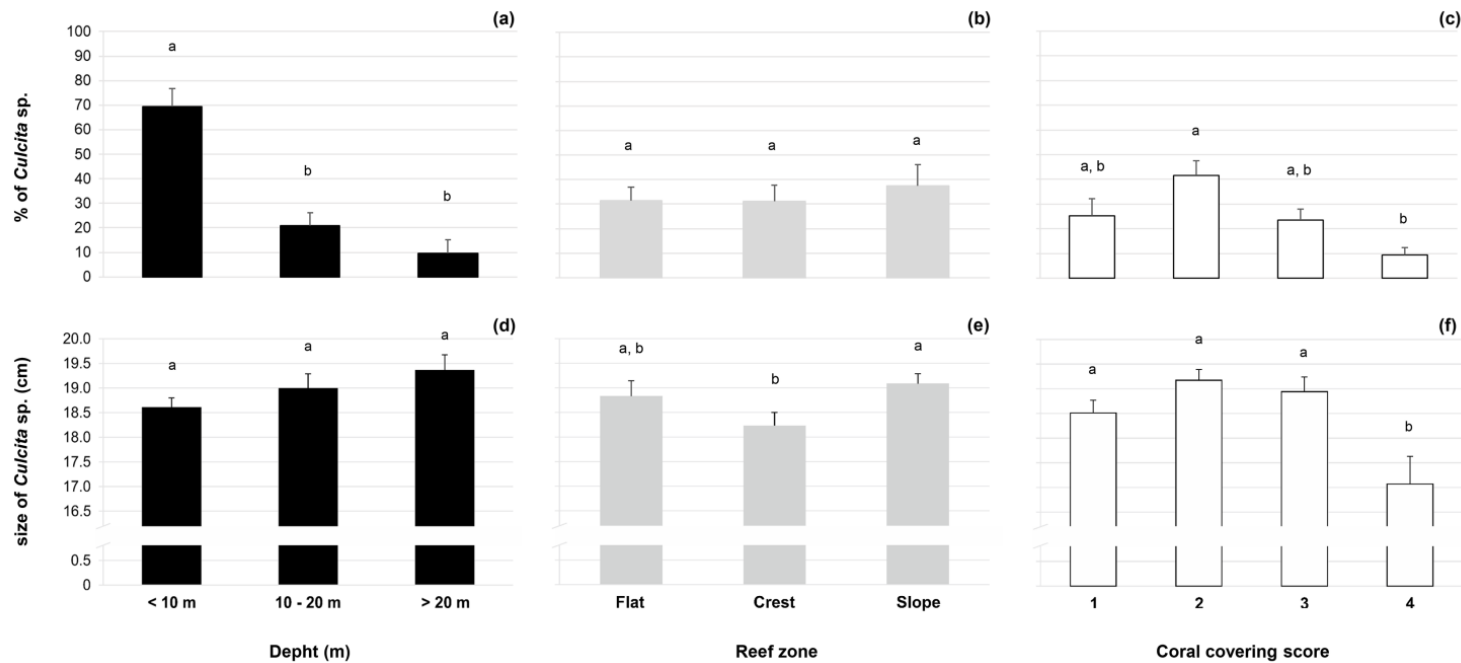 (a)
% of Culcita sp.
100
90
80
70
60
50
40
30
20
10
0
a
b
b
(b)
a
a
a
(c)
a, b
a
a, b
b
(d)
size of Culcita sp. (cm)
20.0
19.5
19.0
18.5
18.0
17.5
17.0
16.5
0.5
0
a
a
a
< 10 m
10 - 20 m
> 20 m
Depht (m)
(e)
a, b
b
a
Flat
Crest
Slope
Reef zone
(f)
a
a
a
b
1
2
3
4
Coral covering score